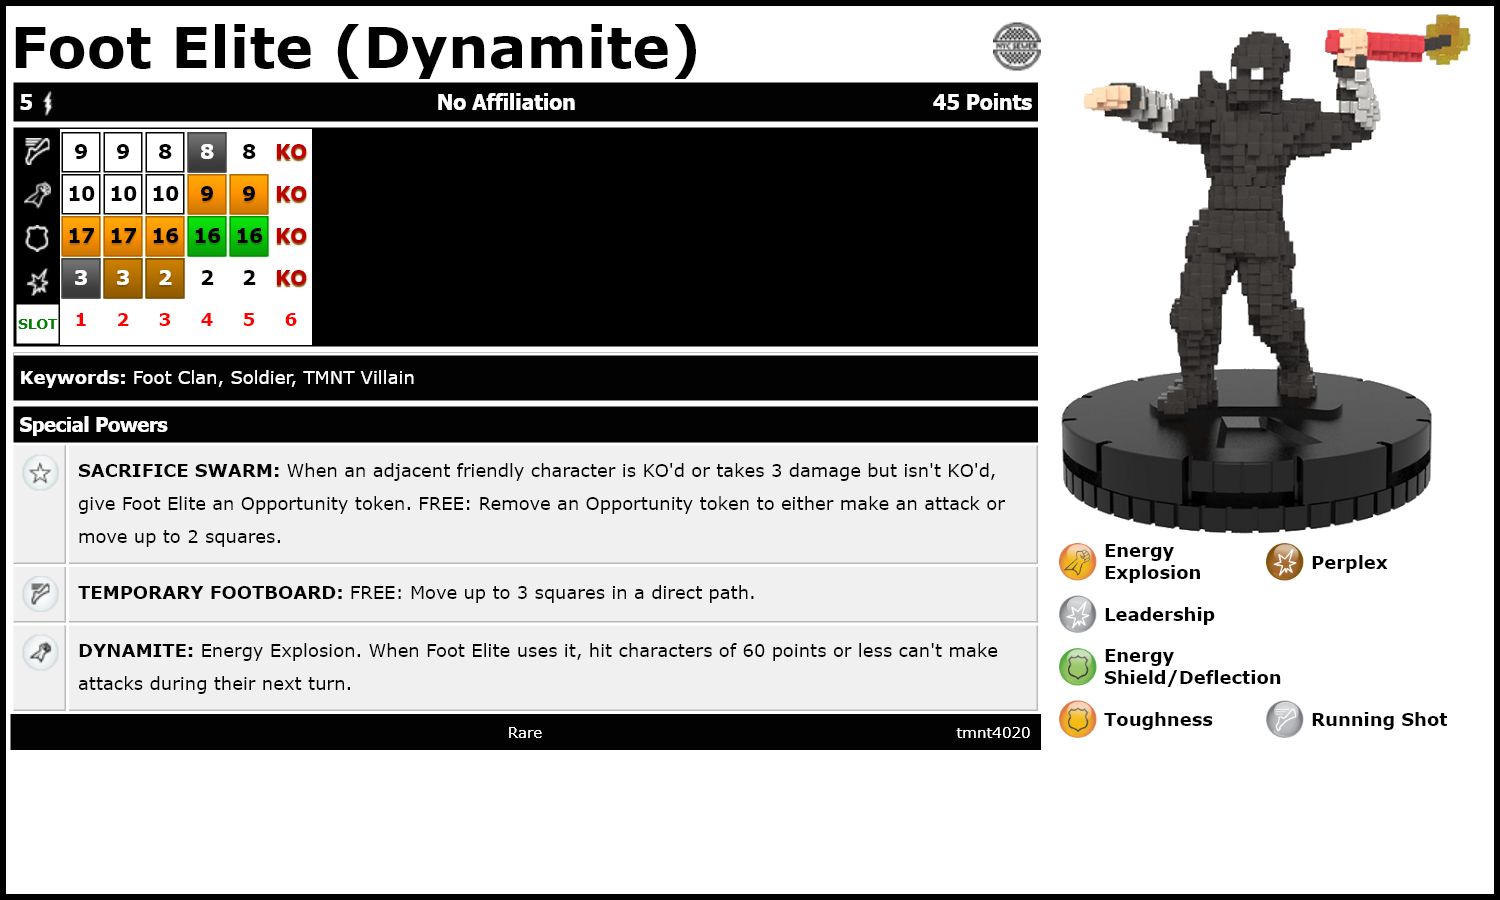 Foot Elite (Dynamite)
NYC SEWER
5 No Affiliation 45 Points
9 9 8 8 8 KO
10 10 10 9 9 KO
17 17 16 16 16 KO
3 3 2 2 2 KO
SLOT 1 2 3 4 5 6
Keywords: Foot Clan, Soldier, TMNT Villain
Special Powers
SACRIFICE SWARM: When an adjacent friendly character is KO'd or takes 3 damage but isn't KO'd,
give Foot Elite an Opportunity token. FREE: Remove an Opportunity token to either make an attack or
move up to 2 squares.
TEMPORARY FOOTBOARD: FREE: Move up to 3 squares in a direct path.
DYNAMITE: Energy Explosion. When Foot Elite uses it, hit characters of 60 points or less can't make
attacks during their next turn.
Rare tmnt4020
Energy
Explosion
Perplex
Leadership
Energy
Shield/Deflection
Toughness
Running Shot